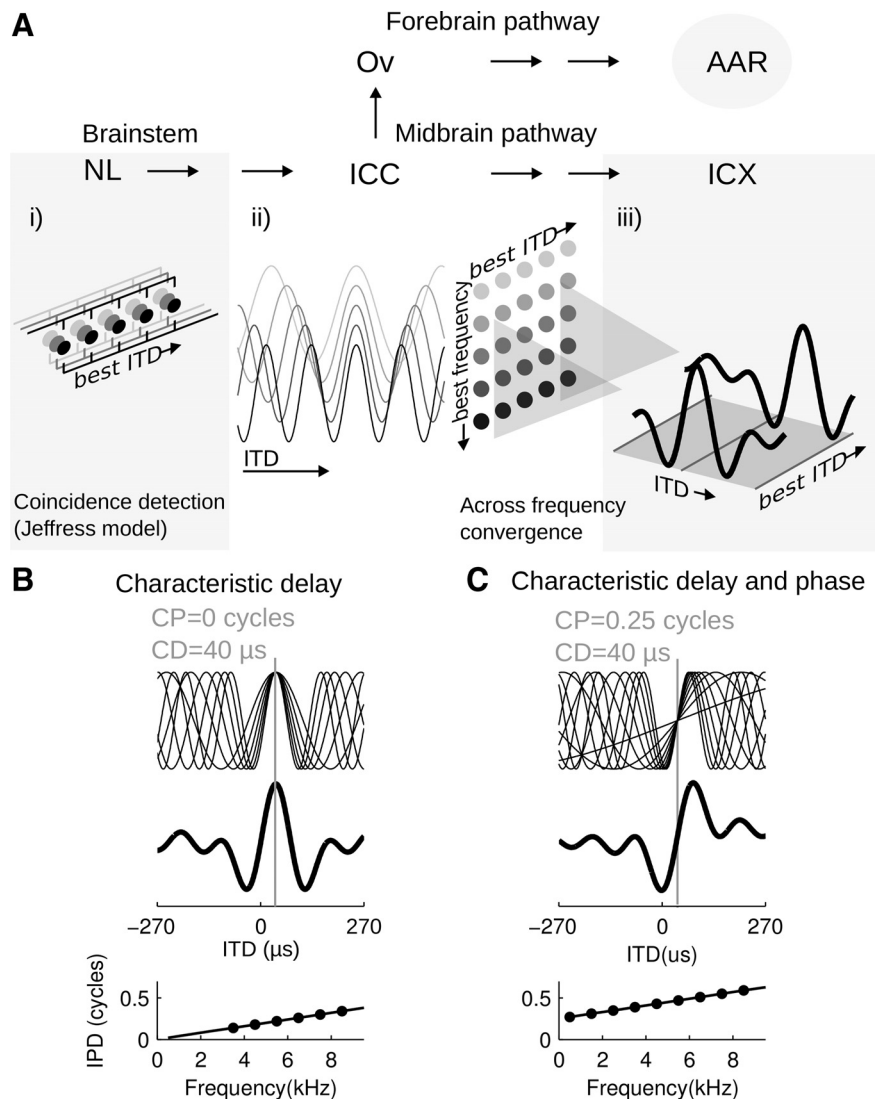 A
Forebrain pathway
Ov
AAR
Brainstem
Midbrain pathway
NL
ICC
ICX
i)
ii)
iii)
best ITD
best ITD
best frequency
ITD
ITD
best ITD
Coincidence detection
(Jeffress model)
Across frequency
convergence
B
Characteristic delay
CP=0 cycles
CD=40 µs
−270
0
270
ITD (µs)
IPD (cycles)
0.5
0
0
2
4
6
8
Frequency(kHz)
C
Characteristic delay and phase
CP=0.25 cycles
CD=40 µs
−270
0
270
ITD(us)
0.5
0
0
2
4
6
8
Frequency(kHz)